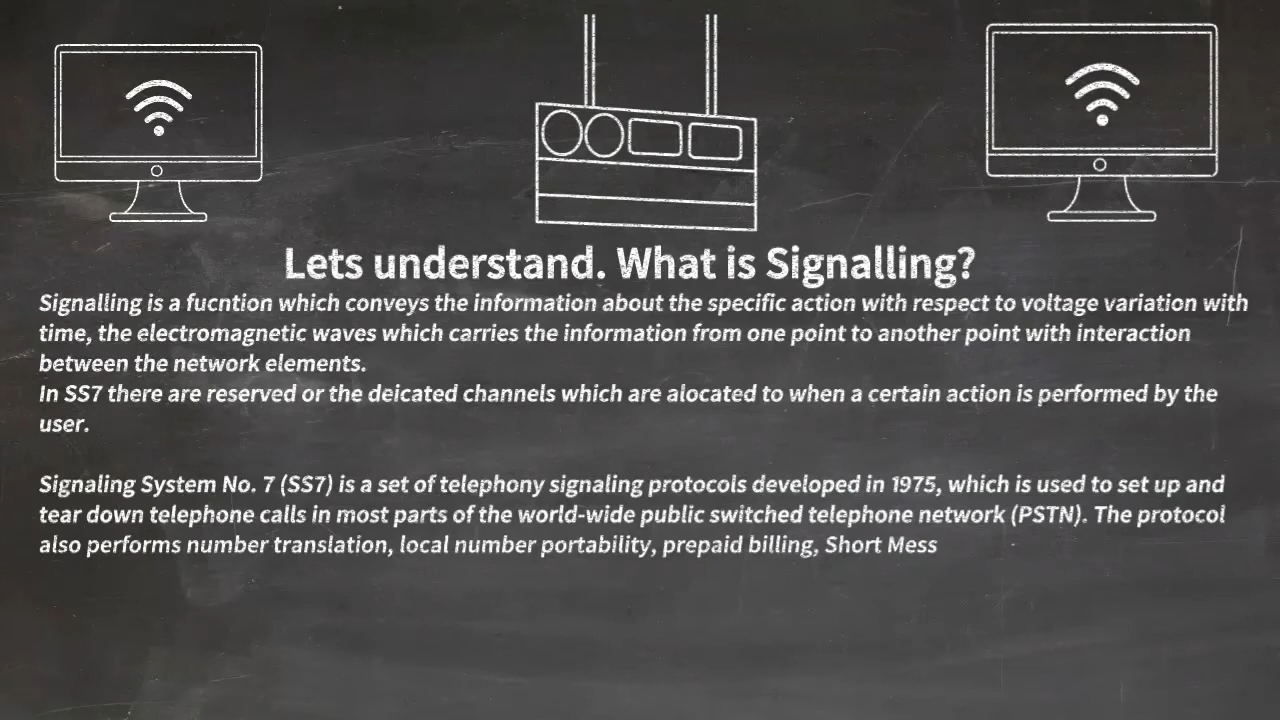 Lets understand. What is Signalling?
Signalling is a fucntion which conveys the information about the specific action with respect to voltage variation with
time, the electromagnetic waves which carries the information from one point to another point with interaction
between the network elements.
In SS7 there are reserved or the deicated channels which are alocated to when a certain action is performed by the
user.
Signaling System No. 7 (SS7) is a set of telephony signaling protocols developed in 1975, which is used to set up and
tear down telephone calls in most parts of the world-wide public switched telephone network (PSTN). The protocol
also performs number translation, local number portability, prepaid billing, Short Mess